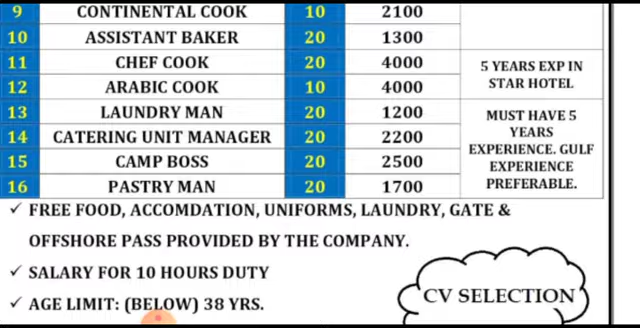 9 CONTINENTAL COOK 10 2100
10 ASSISTANT BAKER 20 1300
11 CHEF COOK 20 4000
12 ARABIC COOK 10 4000
5 YEARS EXP IN
STAR HOTEL
13 LAUNDRY MAN 20 1200
14 CATERING UNIT MANAGER 20 2200
15 CAMP BOSS 20 2500
16 PASTRY MAN 20 1700
MUST HAVE 5
YEARS
EXPERIENCE. GULF
EXPERIENCE
PREFERABLE.
✓ FREE FOOD, ACCOMDATION, UNIFORMS, LAUNDRY, GATE &
OFFSHORE PASS PROVIDED BY THE COMPANY.
✓ SALARY FOR 10 HOURS DUTY
✓ AGE LIMIT: (BELOW) 38 YRS.
CV SELECTION